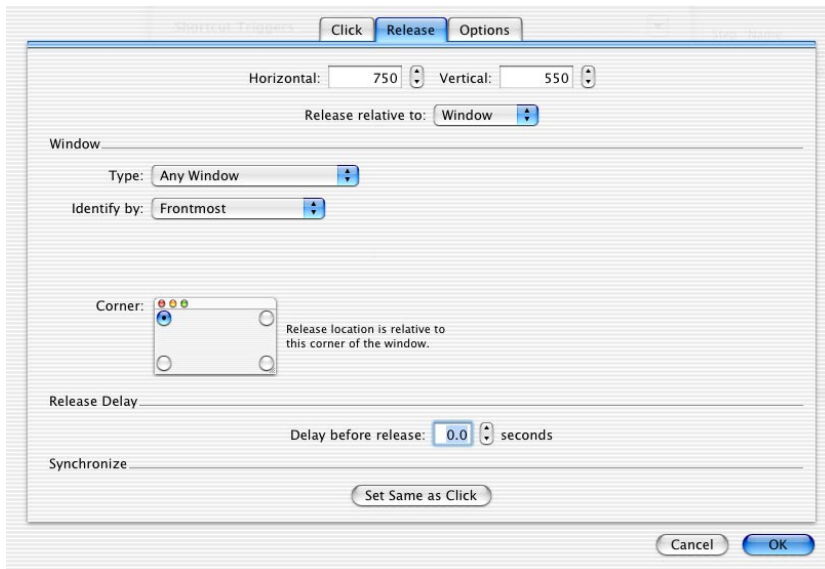 Shortcut Triggers
Click Release Options
Horizontal: 750 Vertical: 550
Release relative to: Window
Window
Type: Any Window
Identify by: Frontmost
Corner:
Release location is relative to
this corner of the window.
Release Delay
Delay before release: 0.0 seconds
Synchronize
Set Same as Click
Cancel OK